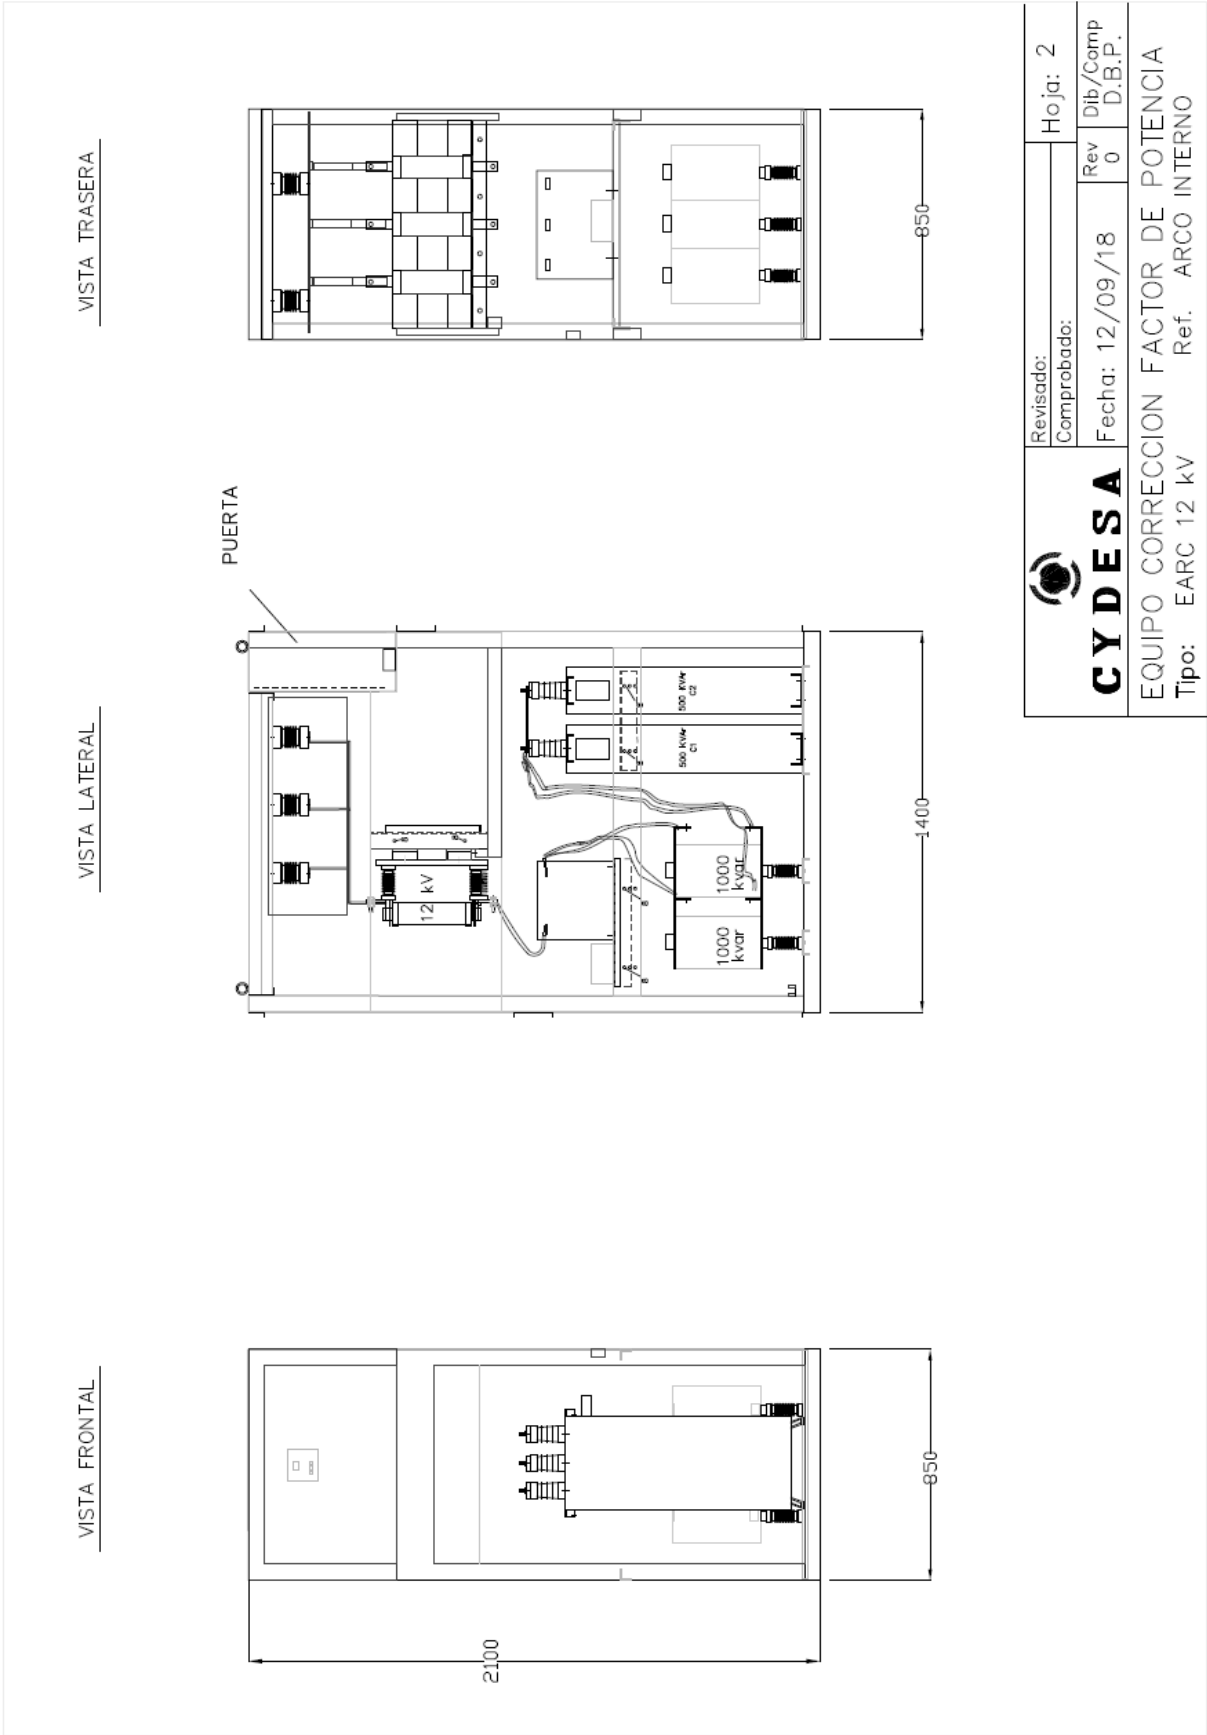 VISTA FRONTAL
VISTA LATERAL
VISTA TRASERA
PUERTA
12 kV
1000
kvar
1000
kvar
500 KVAr
C1
500 KVAr
C2
2100
850
1400
850
CYDESA
Revisado:
Comprobado:
Hoja: 2
Fecha: 12/09/18
Rev
0
Dib/Comp
D.B.P.
EQUIPO CORRECCION FACTOR DE POTENCIA
Tipo: EARC 12 kV Ref. ARCO INTERNO